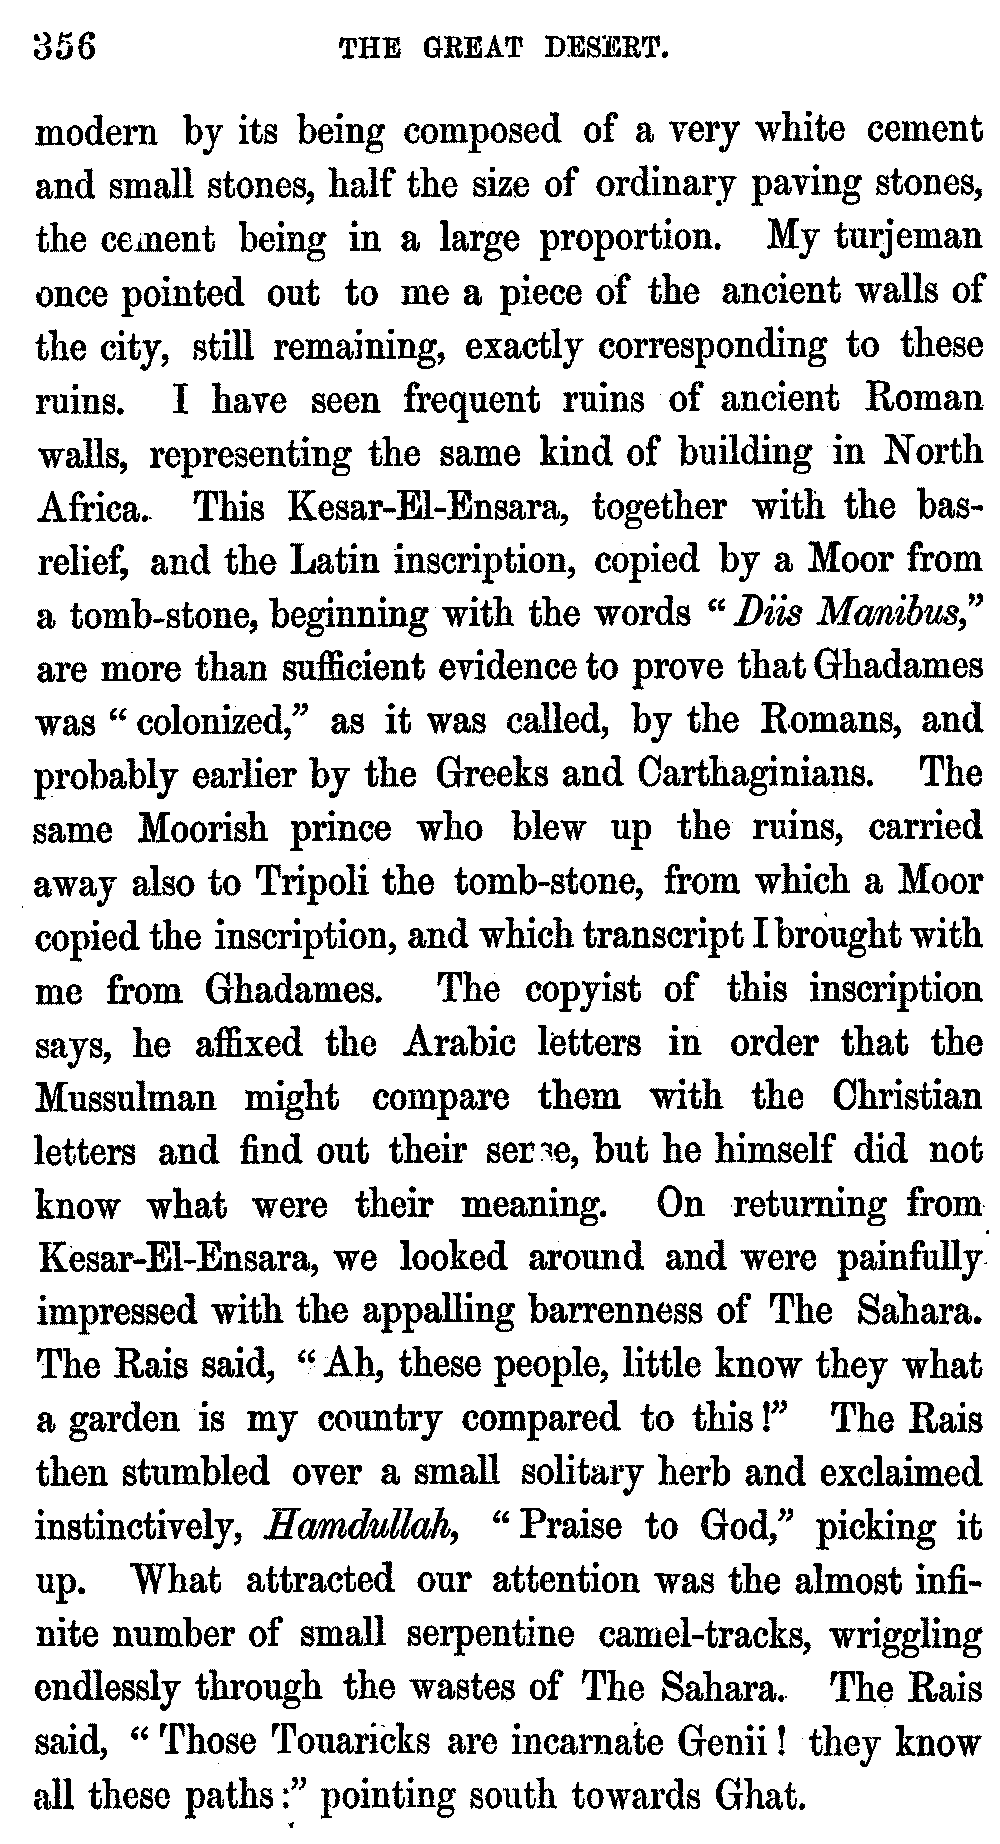 356 THE GREAT DESERT.
modern by its being composed of a very white cement
and small stones, half the size of ordinary paving stones,
the cement being in a large proportion. My turjeman
once pointed out to me a piece of the ancient walls of
the city, still remaining, exactly corresponding to these
ruins. I have seen frequent ruins of ancient Roman
walls, representing the same kind of building in North
Africa. This Kesar-El-Ensara, together with the bas-
relief, and the Latin inscription, copied by a Moor from
a tomb-stone, beginning with the words “ Diis Manibus,”
are more than sufficient evidence to prove that Ghadames
was “ colonized,” as it was called, by the Romans, and
probably earlier by the Greeks and Carthaginians. The
same Moorish prince who blew up the ruins, carried
away also to Tripoli the tomb-stone, from which a Moor
copied the inscription, and which transcript I brought with
me from Ghadames. The copyist of this inscription
says, he affixed the Arabic letters in order that the
Mussulman might compare them with the Christian
letters and find out their sense, but he himself did not
know what were their meaning. On returning from
Kesar-El-Ensara, we looked around and were painfully
impressed with the appalling barrenness of The Sahara.
The Rais said, “ Ah, these people, little know they what
a garden is my country compared to this !” The Rais
then stumbled over a small solitary herb and exclaimed
instinctively, Hamdullah, “ Praise to God,” picking it
up. What attracted our attention was the almost infi-
nite number of small serpentine camel-tracks, wriggling
endlessly through the wastes of The Sahara. The Rais
said, “ Those Touaricks are incarnate Genii ! they know
all these paths :” pointing south towards Ghat.